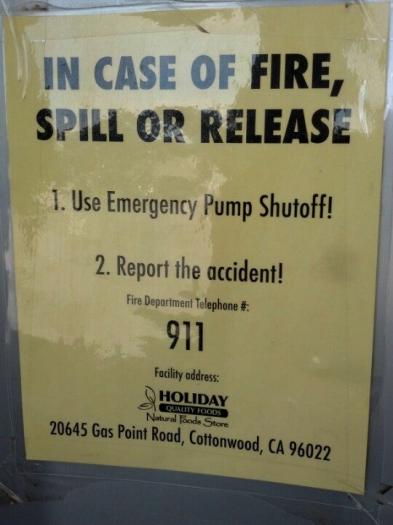 IN CASE OF FIRE,
SPILL OR RELEASE
1. Use Emergency Pump Shutoff!
2. Report the accident!
Fire Department Telephone #:
911
Facility address:
HOLIDAY
QUALITY FOODS
Natural Foods Store
20645 Gas Point Road, Cottonwood, CA 96022